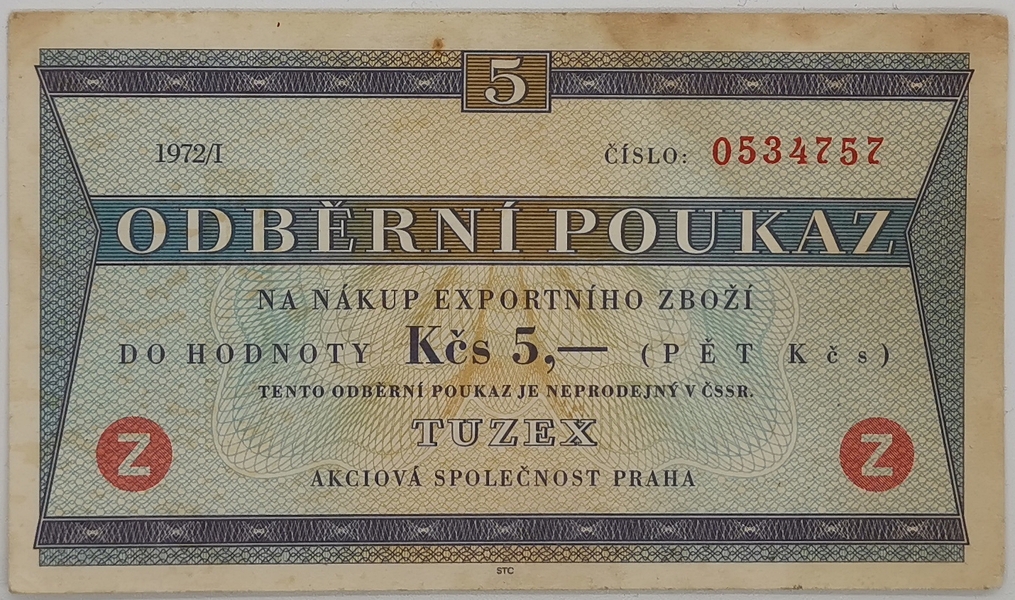 5
1972/I ČÍSLO: 0534757
ODBĚRNÍ POUKAZ
NA NÁKUP EXPORTNÍHO ZBOŽÍ
DO HODNOTY Kčs 5,— (PĚT Kčs)
TENTO ODBĚRNÍ POUKAZ JE NEPRODEJNÝ V ČSSR.
TUZEX
Z Z
AKCIOVÁ SPOLEČNOST PRAHA
STC